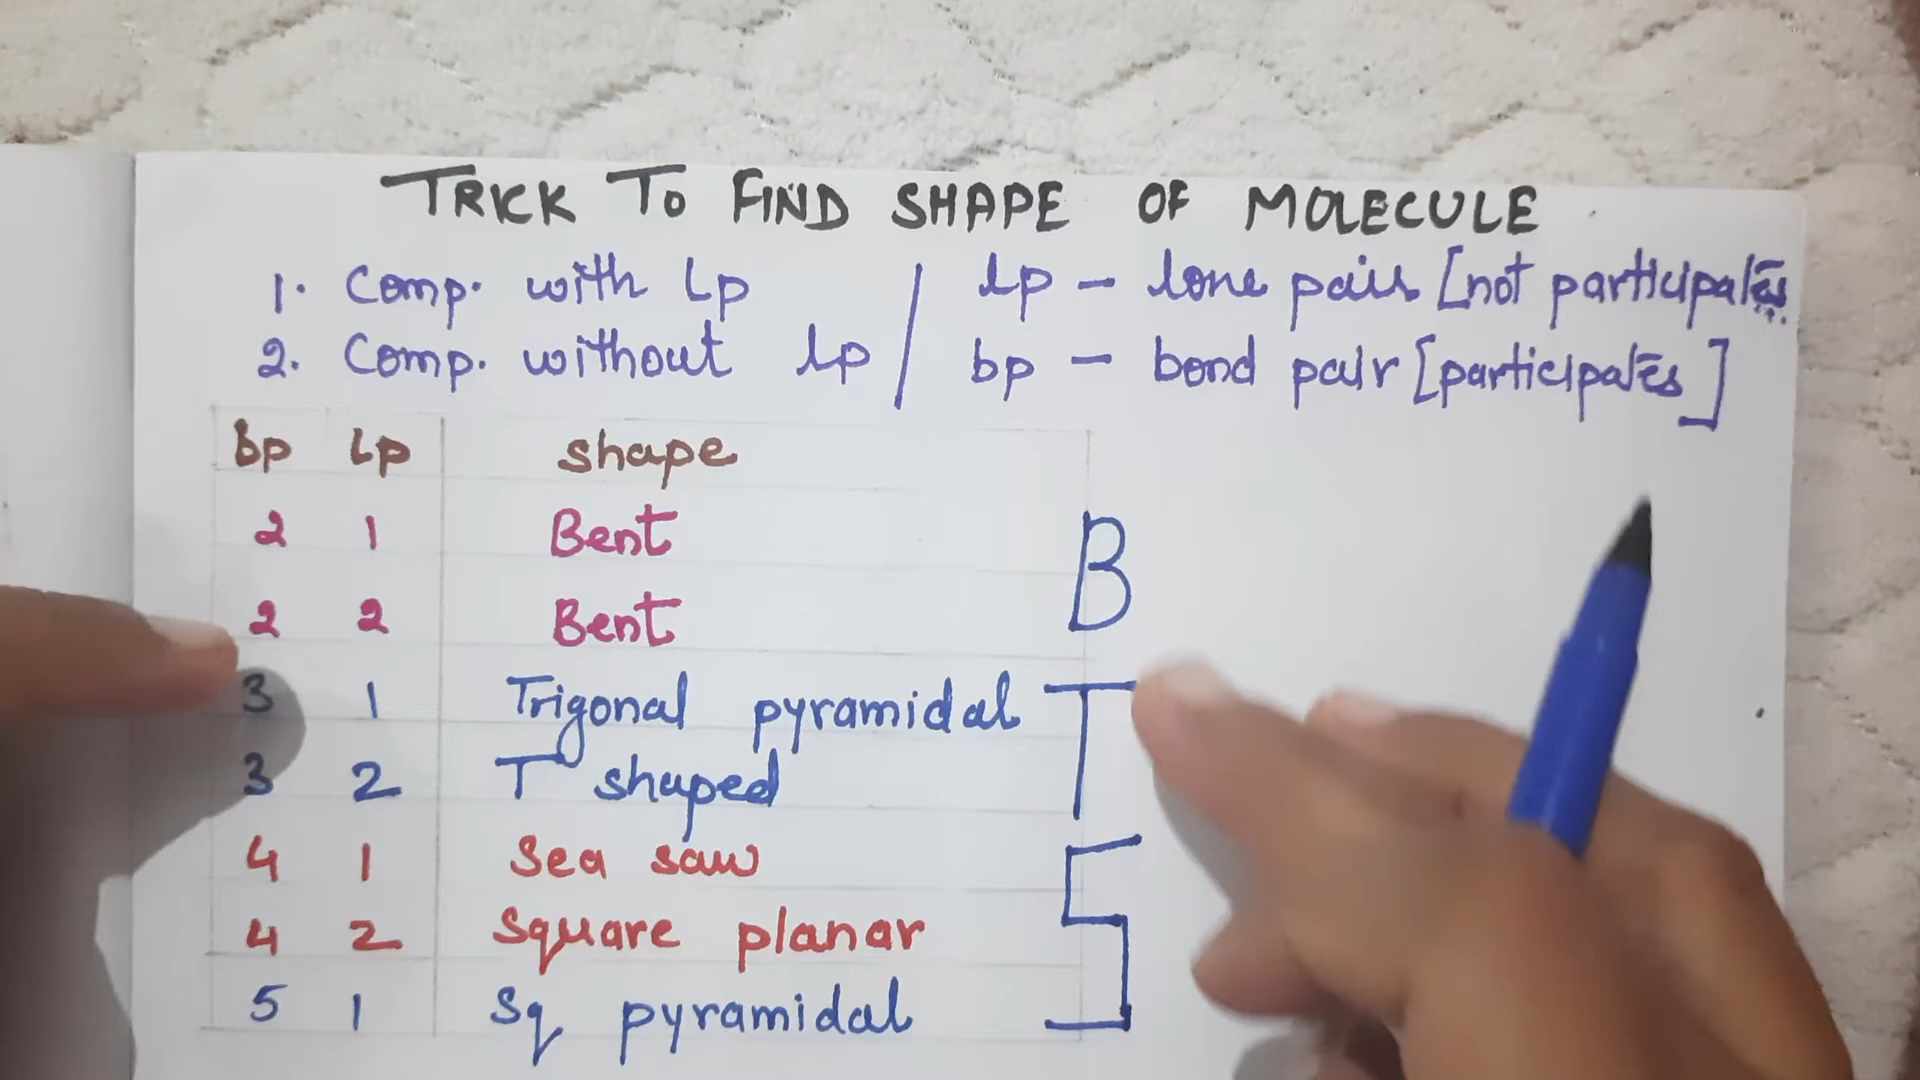 TRICK TO FIND SHAPE OF MOLECULE
1. Comp. with Lp / lp - lone pair [not participates
2. Comp. without lp / bp - bond pair [participates]
bp Lp shape
2 1 Bent
2 2 Bent
B
3 1 Trigonal pyramidal
3 2 T shaped
T
4 1 Sea saw
4 2 Square planar
5 1 Sq pyramidal
S